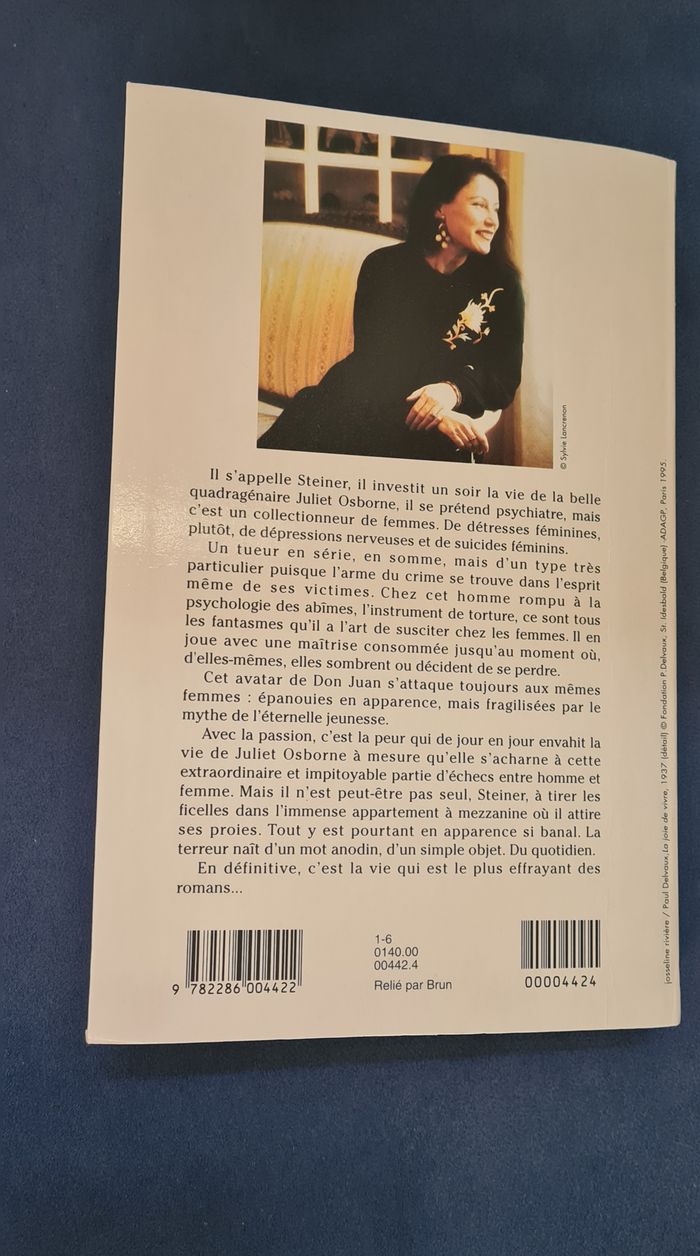 © Sylvie Lancrenon
Il s'appelle Steiner, il investit un soir la vie de la belle
quadragénaire Juliet Osborne, il se prétend psychiatre, mais
c'est un collectionneur de femmes. De détresses féminines,
plutôt, de dépressions nerveuses et de suicides féminins.
Un tueur en série, en somme, mais d'un type très
particulier puisque l'arme du crime se trouve dans l'esprit
même de ses victimes. Chez cet homme rompu à la
psychologie des abîmes, l'instrument de torture, ce sont tous
les fantasmes qu'il a l'art de susciter chez les femmes. Il en
joue avec une maîtrise consommée jusqu'au moment où,
d'elles-mêmes, elles sombrent ou décident de se perdre.
Cet avatar de Don Juan s'attaque toujours aux mêmes
femmes : épanouies en apparence, mais fragilisées par le
mythe de l'éternelle jeunesse.
Avec la passion, c'est la peur qui de jour en jour envahit la
vie de Juliet Osborne à mesure qu'elle s'acharne à cette
extraordinaire et impitoyable partie d'échecs entre homme et
femme. Mais il n'est peut-être pas seul, Steiner, à tirer les
ficelles dans l'immense appartement à mezzanine où il attire
ses proies. Tout y est pourtant en apparence si banal. La
terreur naît d'un mot anodin, d'un simple objet. Du quotidien.
En définitive, c'est la vie qui est le plus effrayant des
romans...
9 782286 004422
1-6
0140.00
00442.4
Relié par Brun
00004424
josseline rivière / Paul Delvaux, La joie de vivre, 1937 (détail) © Fondation P. Delvaux, St. Idesbald (Belgique) ADAGP, Paris 1995.